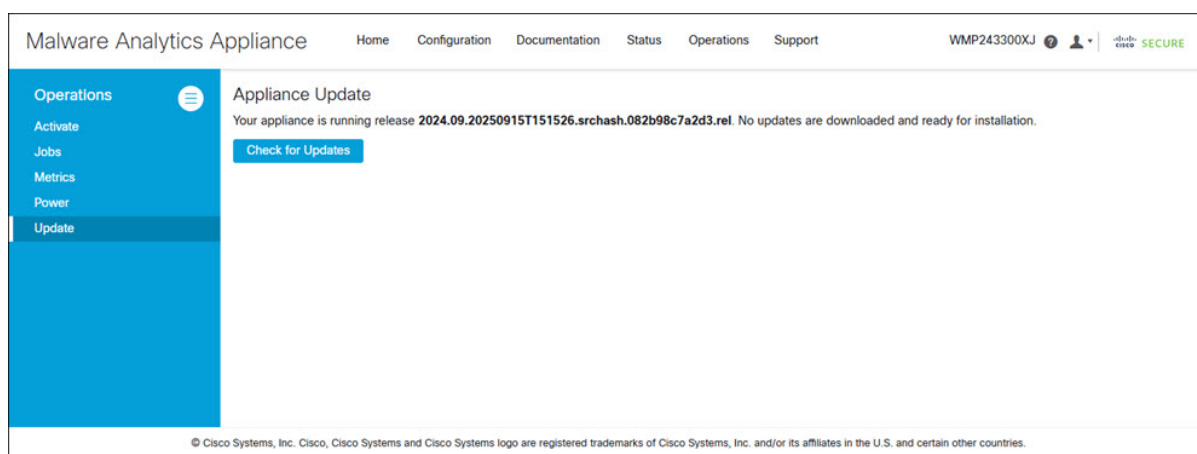 Malware Analytics Appliance Home Configuration Documentation Status Operations Support WMP243300XJ ? cisco SECURE
Operations
Activate
Jobs
Metrics
Power
Update
Appliance Update
Your appliance is running release 2024.09.20250915T151526.srchash.082b98c7a2d3.rel. No updates are downloaded and ready for installation.
Check for Updates
© Cisco Systems, Inc. Cisco, Cisco Systems and Cisco Systems logo are registered trademarks of Cisco Systems, Inc. and/or its affiliates in the U.S. and certain other countries.